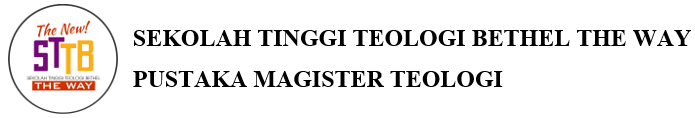 The New!
STTB
SEKOLAH TINGGI TEOLOGI BETHEL
THE WAY
SEKOLAH TINGGI TEOLOGI BETHEL THE WAY
PUSTAKA MAGISTER TEOLOGI